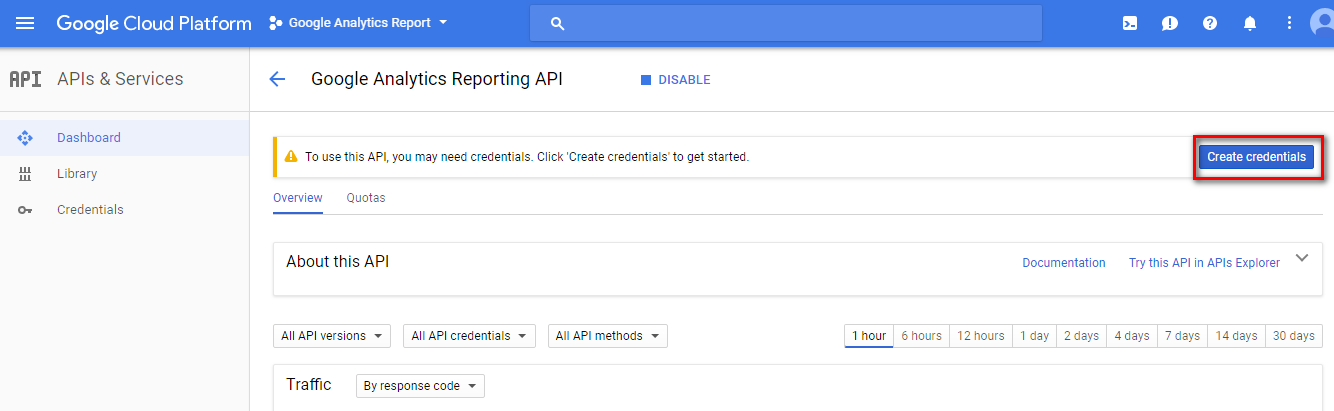 Google Cloud Platform Google Analytics Report
API APIs & Services Google Analytics Reporting API DISABLE
Dashboard
Library
Credentials
To use this API, you may need credentials. Click 'Create credentials' to get started. Create credentials
Overview Quotas
About this API Documentation Try this API in APIs Explorer
All API versions All API credentials All API methods 1 hour 6 hours 12 hours 1 day 2 days 4 days 7 days 14 days 30 days
Traffic By response code